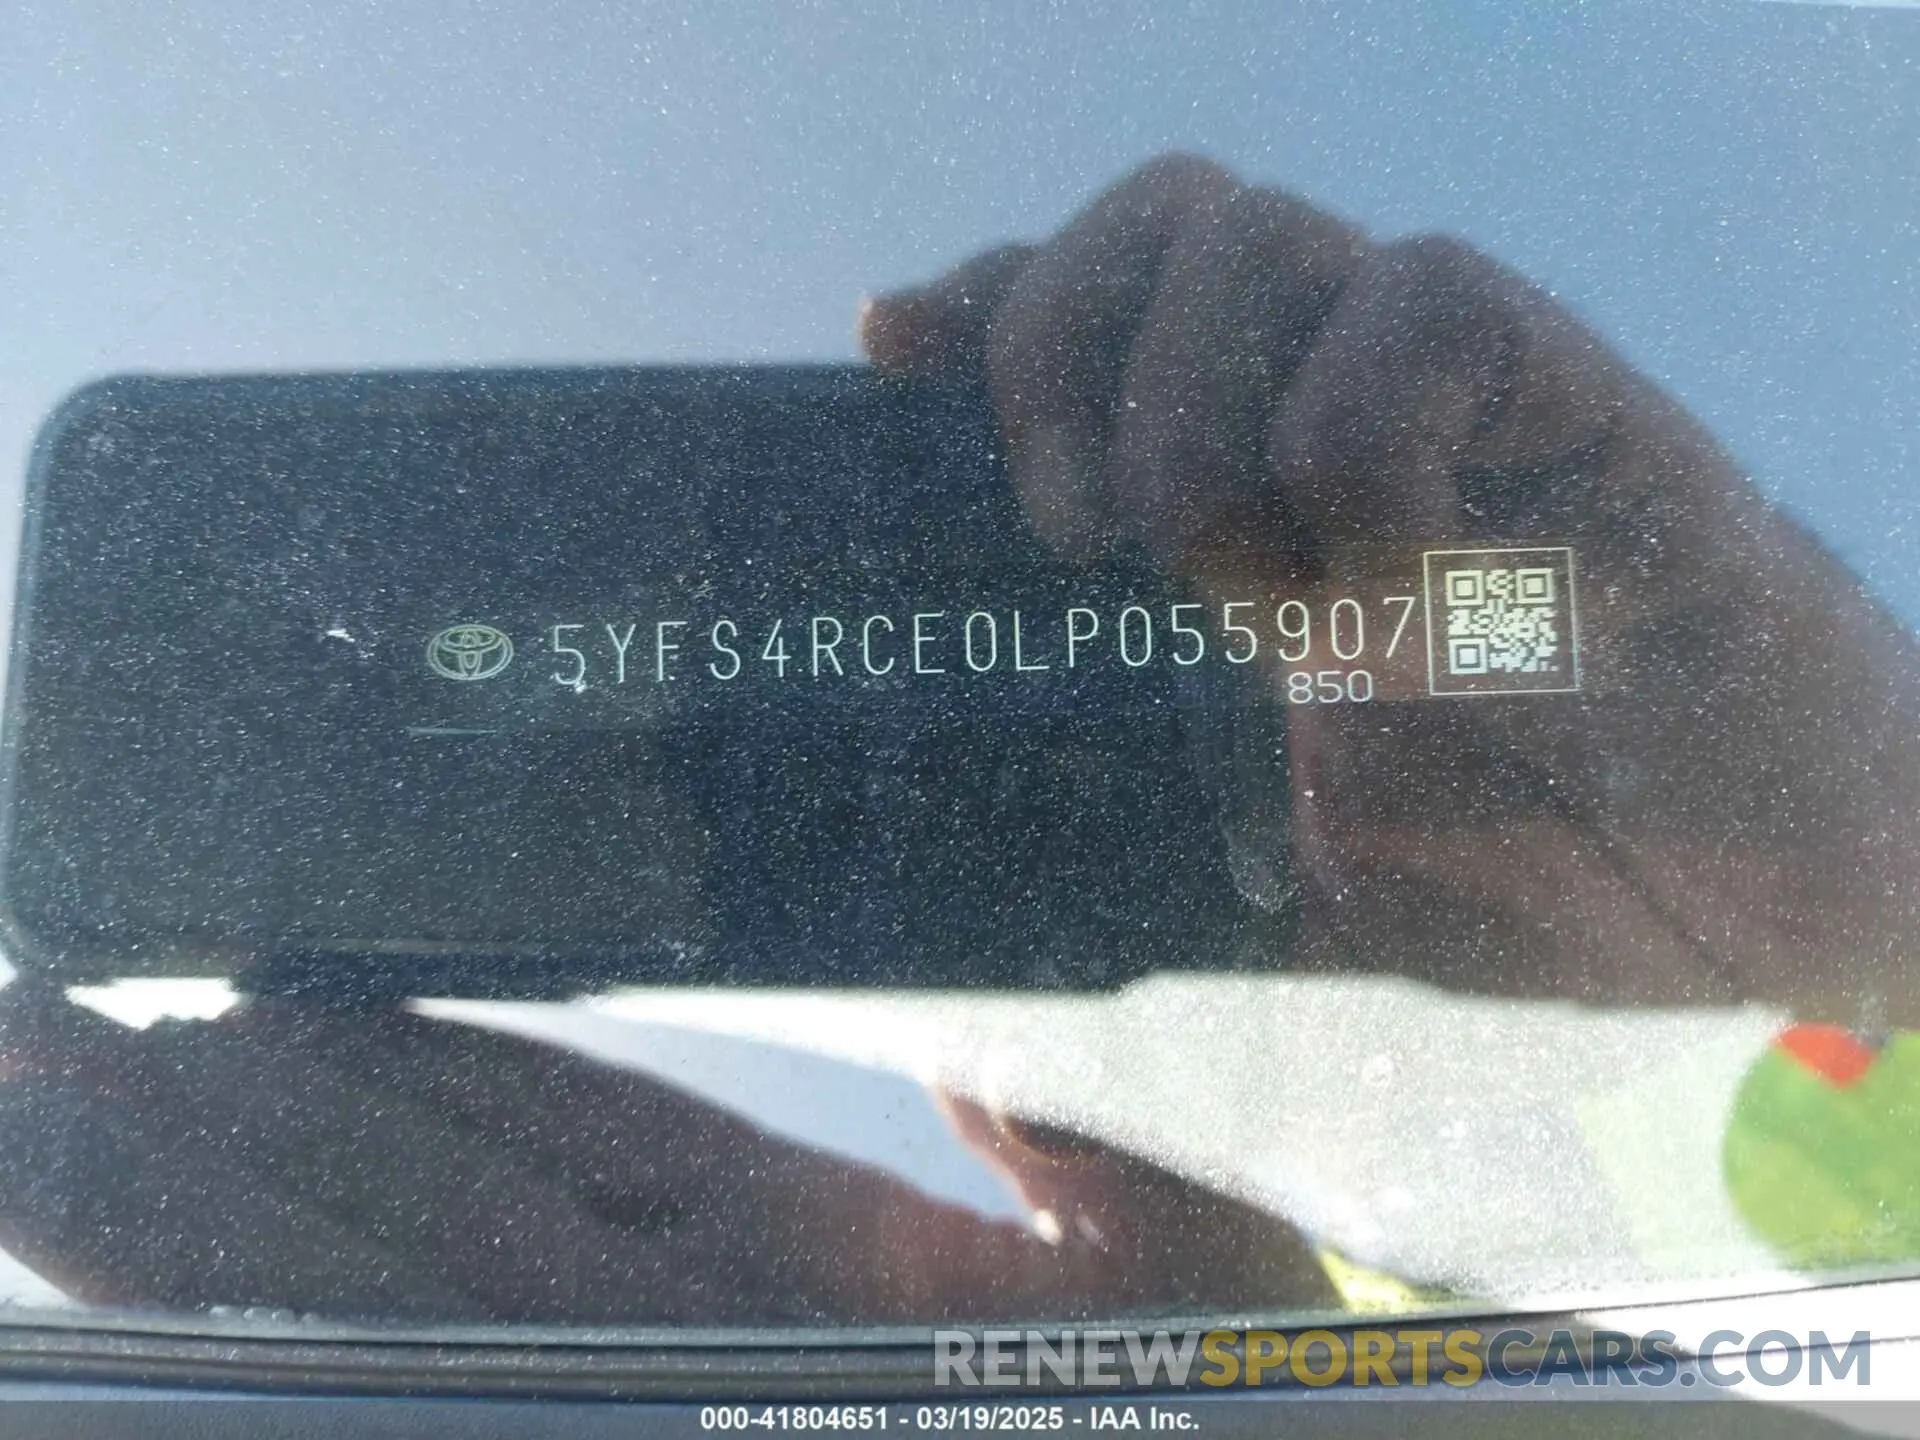 5YFS4RCE0LP055907
850
RENEWSPORTSCARS.COM
000-41804651 - 03/19/2025 - IAA Inc.